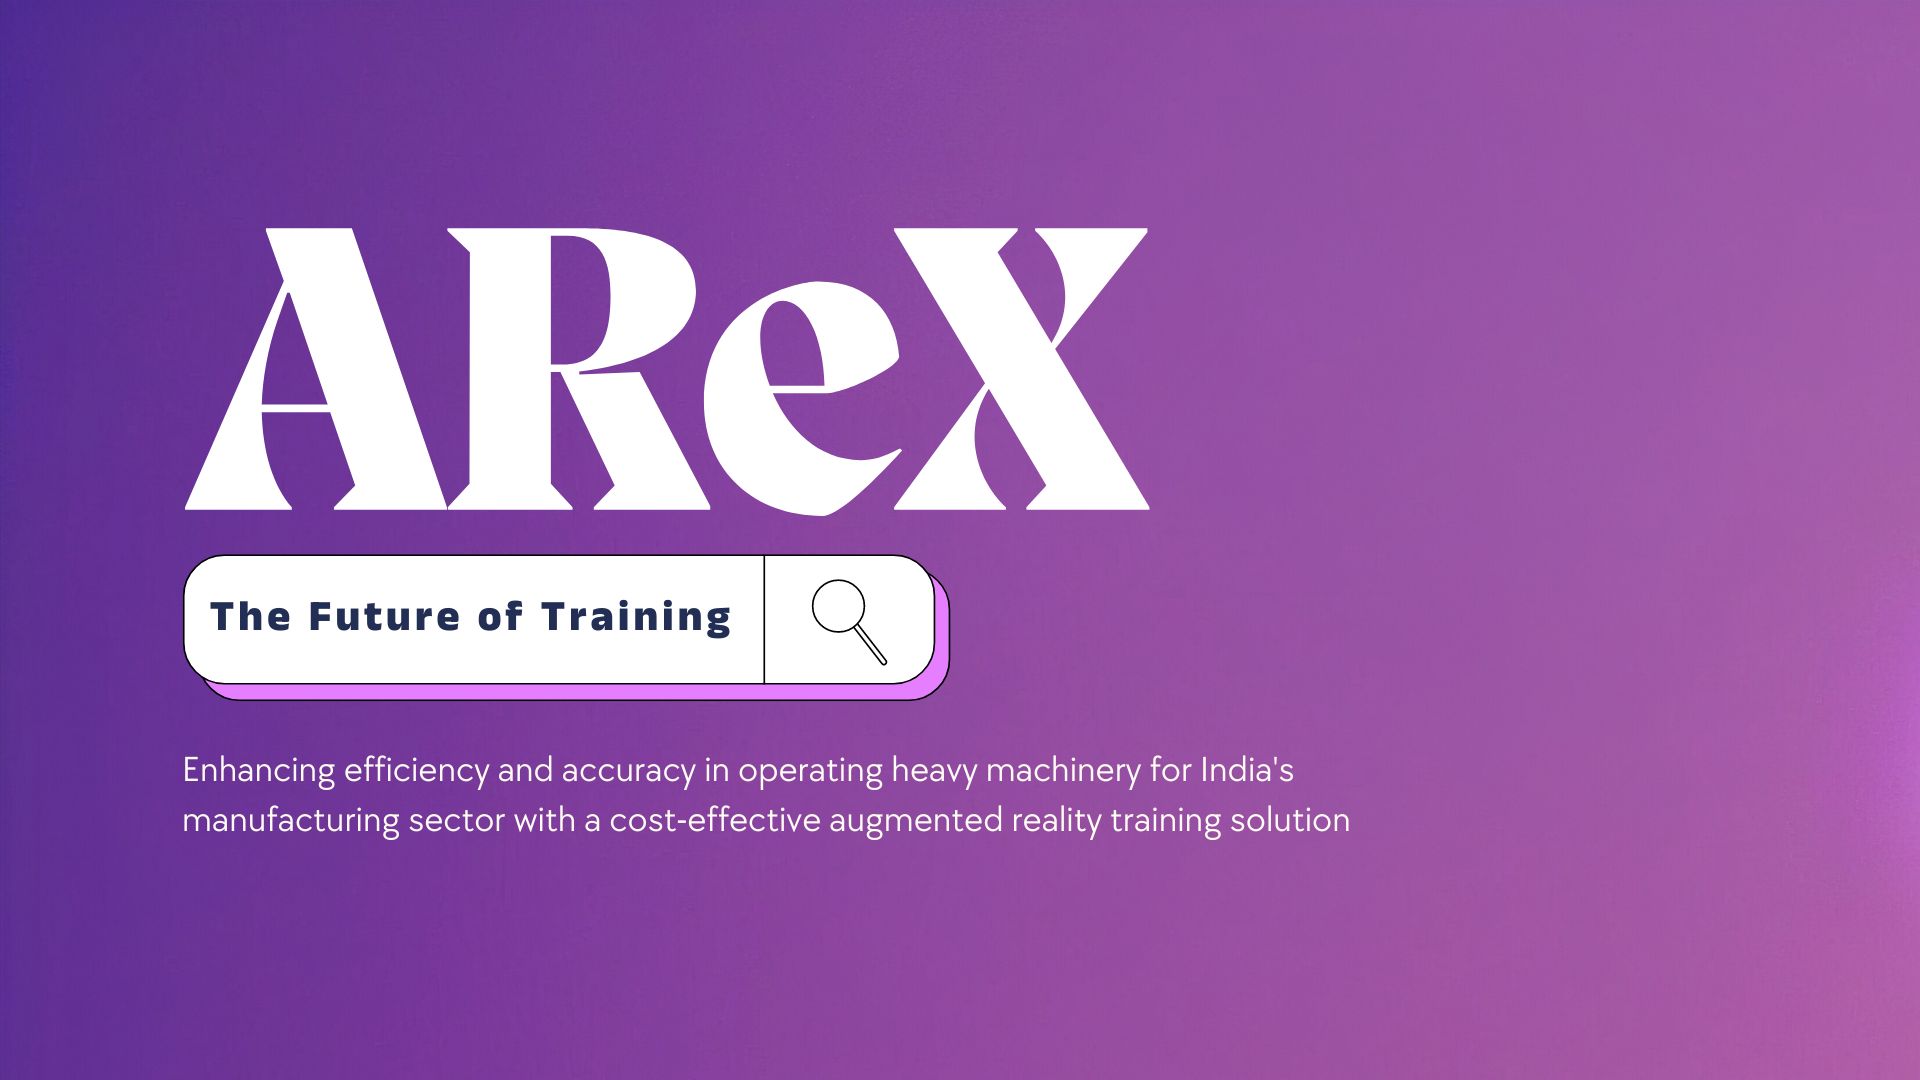 AReX
The Future of Training
Enhancing efficiency and accuracy in operating heavy machinery for India's
manufacturing sector with a cost-effective augmented reality training solution